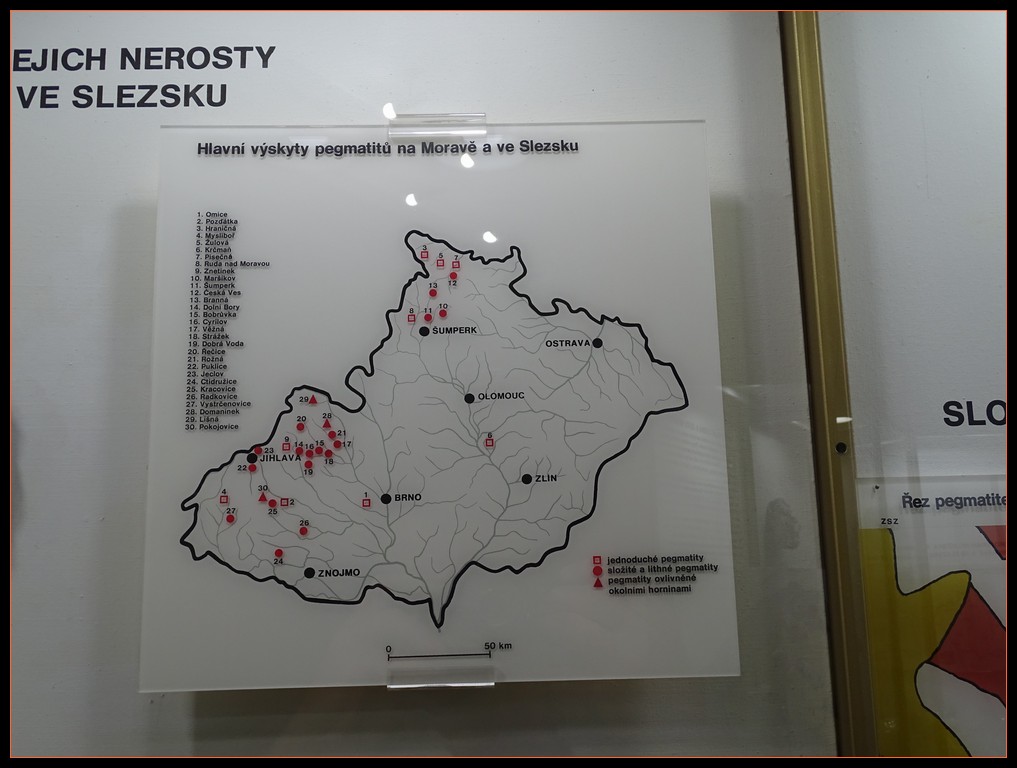 EJICH NEROSTY
VE SLEZSKU
Hlavní výskyty pegmatitů na Moravě a ve Slezsku
1. Omice
2. Pozďátka
3. Hraničná
4. Mysliboř
5. Žulová
6. Krčmaň
7. Písečná
8. Ruda nad Moravou
9. Znětínek
10. Maršíkov
11. Šumperk
12. Česká Ves
13. Branná
14. Dolní Bory
15. Bobrůvka
16. Cyrilov
17. Věžná
18. Strážek
19. Dobrá Voda
20. Řečice
21. Rožná
22. Puklice
23. Jeclov
24. Ctidružice
25. Kracovice
26. Radkovice
27. Vystrčenovice
28. Domanínek
29. Líšná
30. Pokojovice
3
5
7
12
13
8
11
10
ŠUMPERK
OSTRAVA
OLOMOUC
29
20
28
21
9
14
16
15
17
18
19
23
JIHLAVA
22
6
ZLÍN
4
30
2
25
1
BRNO
27
26
24
ZNOJMO
jednoduché pegmatity
složité a lithné pegmatity
pegmatity ovlivněné
okolními horninami
0
50 km
SLO
Řez pegmatite
ZSZ